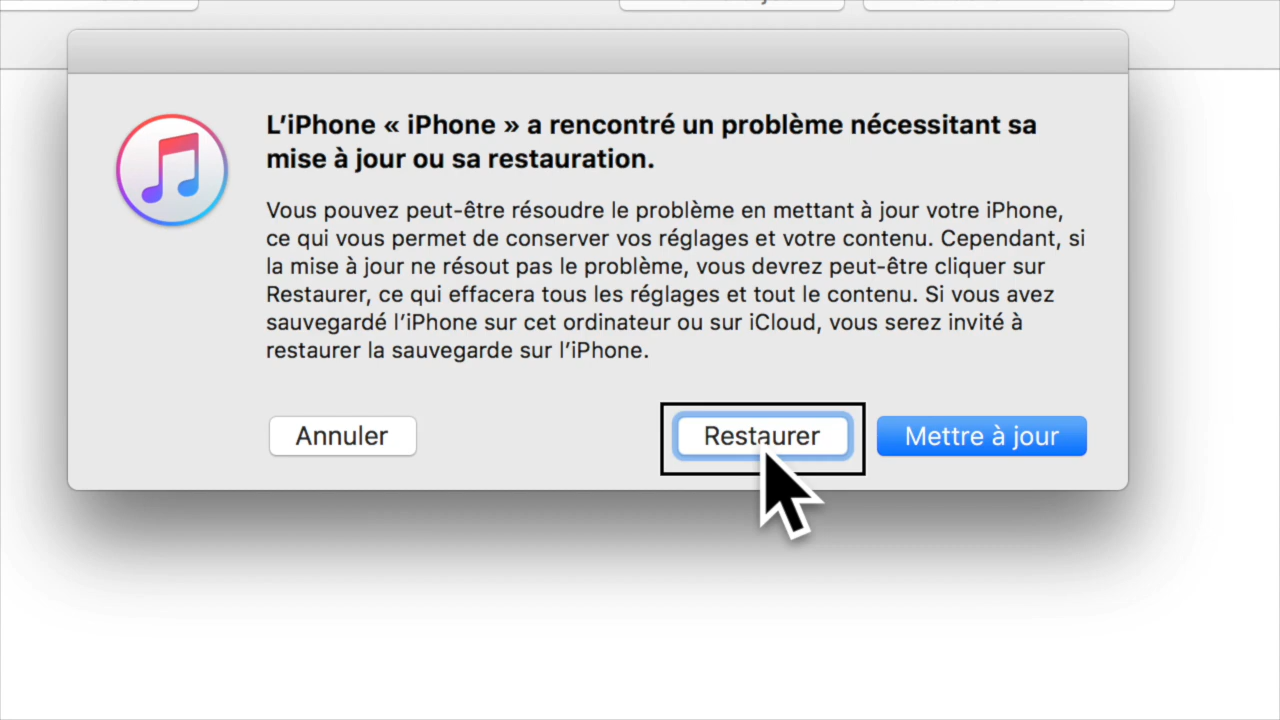 L’iPhone « iPhone » a rencontré un problème nécessitant sa
mise à jour ou sa restauration.
Vous pouvez peut-être résoudre le problème en mettant à jour votre iPhone,
ce qui vous permet de conserver vos réglages et votre contenu. Cependant, si
la mise à jour ne résout pas le problème, vous devrez peut-être cliquer sur
Restaurer, ce qui effacera tous les réglages et tout le contenu. Si vous avez
sauvegardé l’iPhone sur cet ordinateur ou sur iCloud, vous serez invité à
restaurer la sauvegarde sur l’iPhone.
Annuler
Restaurer
Mettre à jour